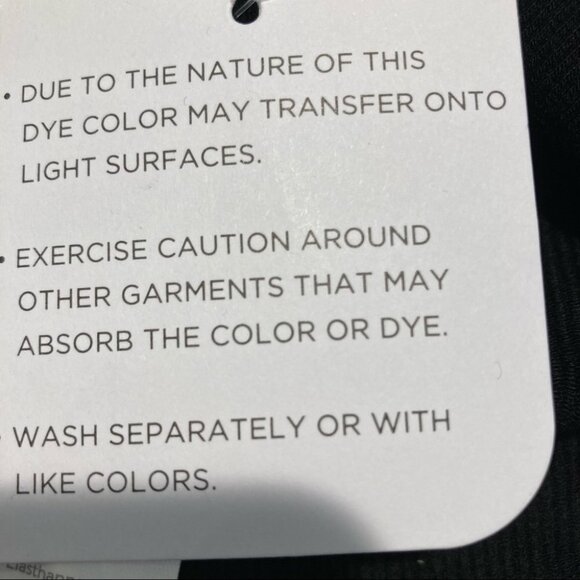 • DUE TO THE NATURE OF THIS
DYE COLOR MAY TRANSFER ONTO
LIGHT SURFACES.
• EXERCISE CAUTION AROUND
OTHER GARMENTS THAT MAY
ABSORB THE COLOR OR DYE.
• WASH SEPARATELY OR WITH
LIKE COLORS.